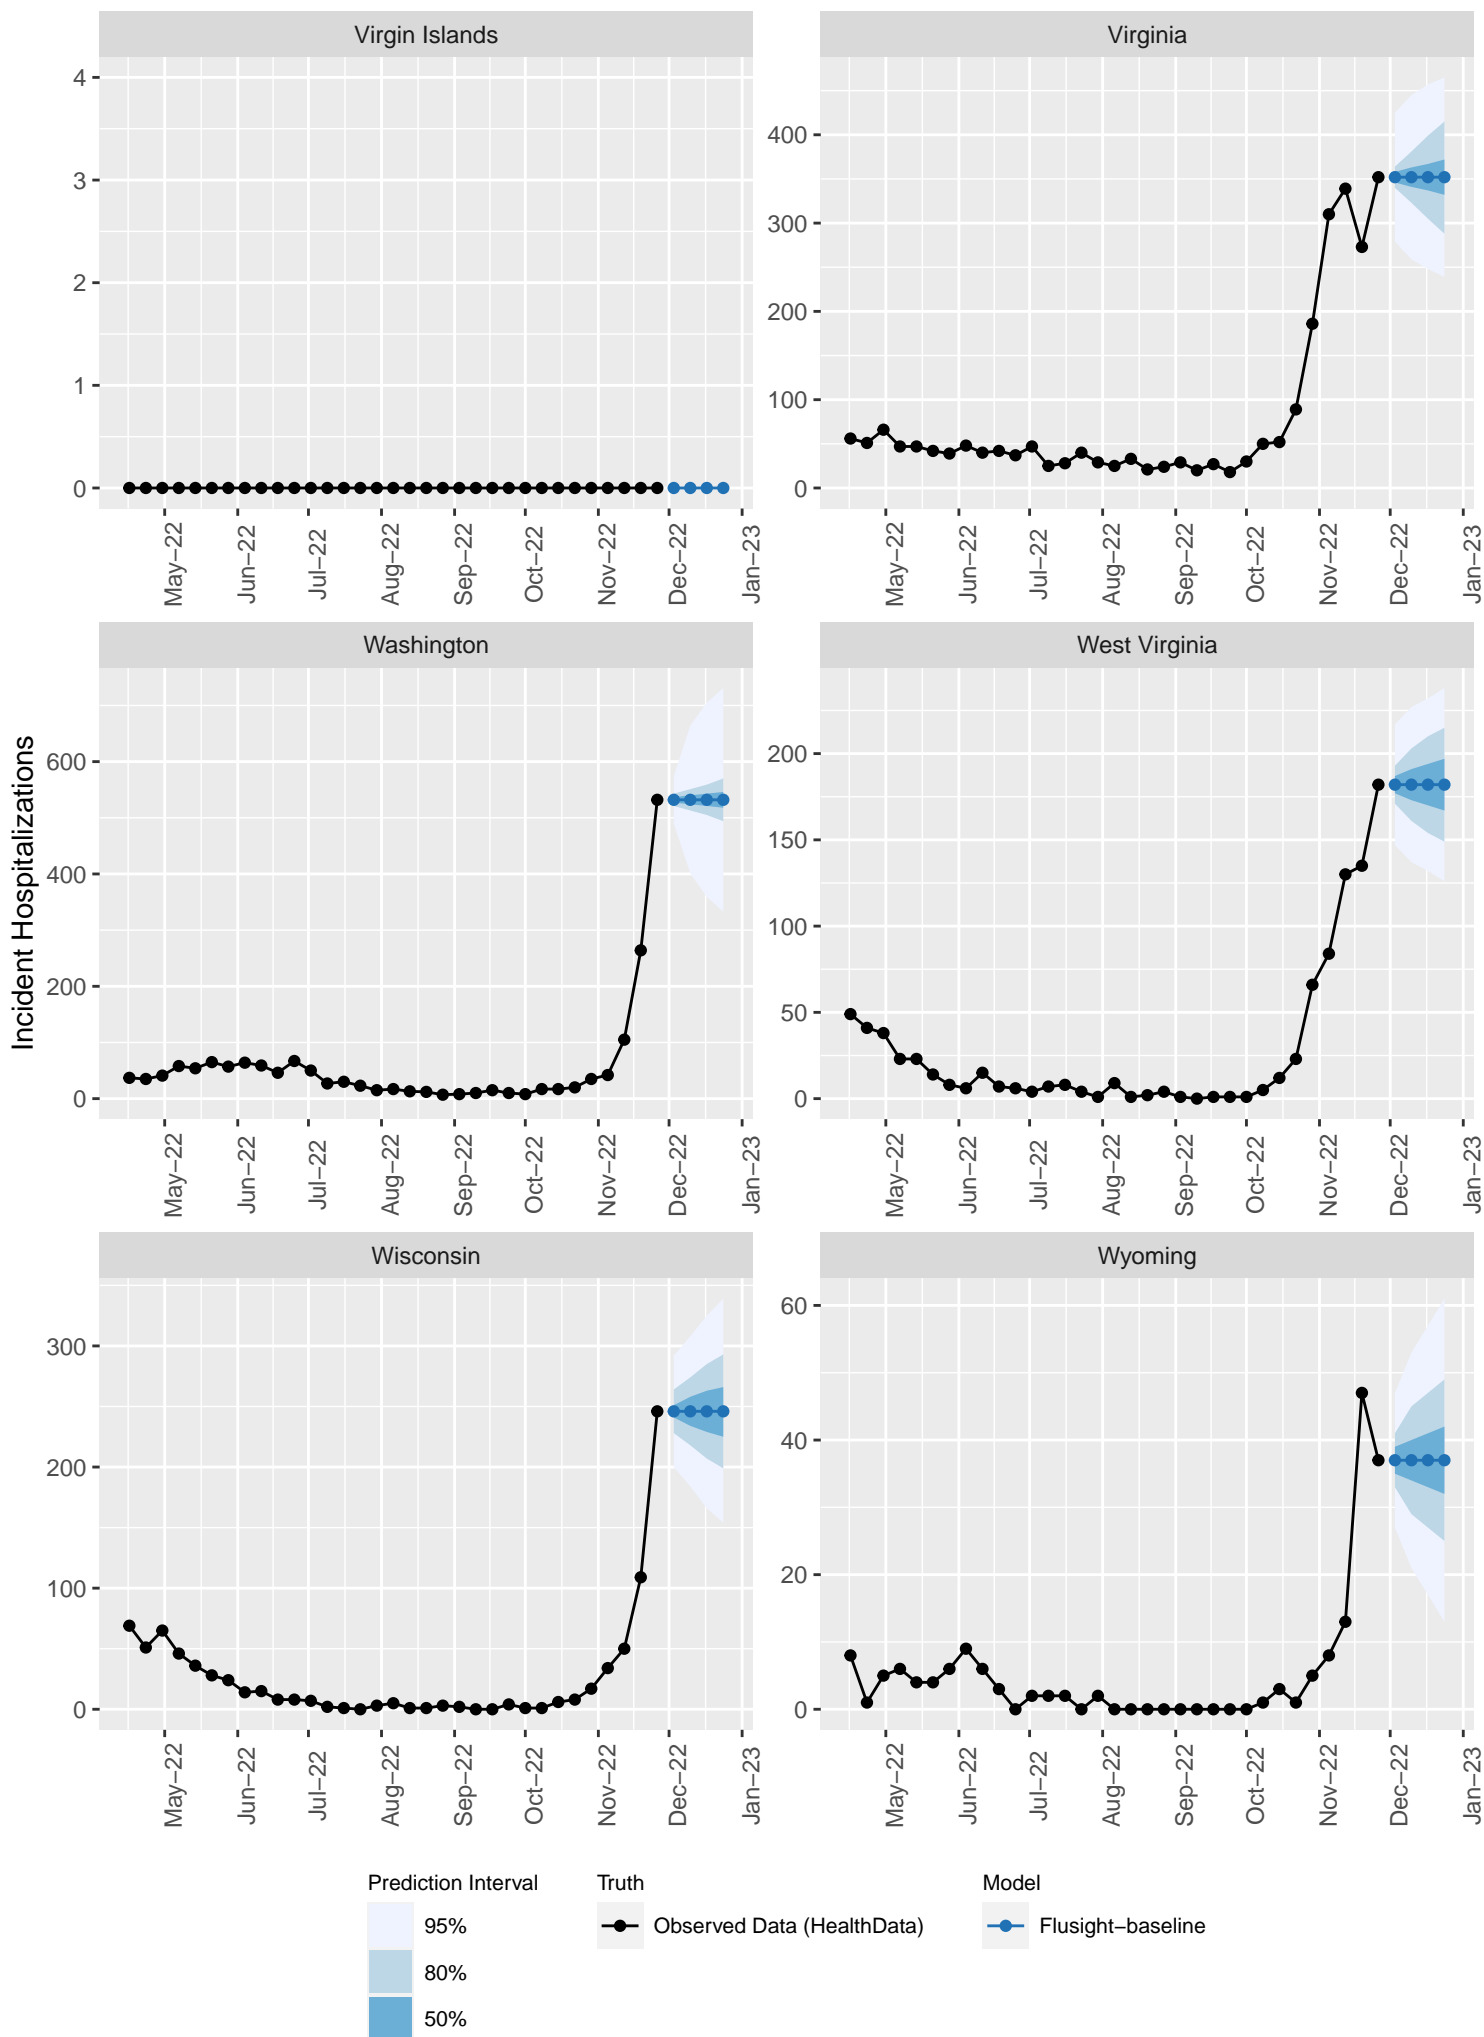 Virgin Islands
Virginia
4
3
2
1
0
400
300
200
100
0
May−22
Jun−22
Jul−22
Aug−22
Sep−22
Oct−22
Nov−22
Dec−22
Jan−23
May−22
Jun−22
Jul−22
Aug−22
Sep−22
Oct−22
Nov−22
Dec−22
Jan−23
Washington
West Virginia
Incident Hospitalizations
600
400
200
0
200
150
100
50
0
May−22
Jun−22
Jul−22
Aug−22
Sep−22
Oct−22
Nov−22
Dec−22
Jan−23
May−22
Jun−22
Jul−22
Aug−22
Sep−22
Oct−22
Nov−22
Dec−22
Jan−23
Wisconsin
Wyoming
300
200
100
0
60
40
20
0
May−22
Jun−22
Jul−22
Aug−22
Sep−22
Oct−22
Nov−22
Dec−22
Jan−23
May−22
Jun−22
Jul−22
Aug−22
Sep−22
Oct−22
Nov−22
Dec−22
Jan−23
Prediction Interval
95%
80%
50%
Truth
Observed Data (HealthData)
Model
Flusight−baseline